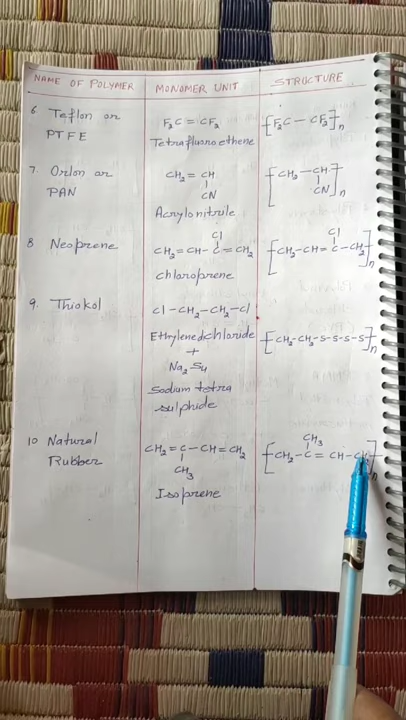 NAME OF POLYMER MONOMER UNIT STRUCTURE
6 Teflon or PTFE
F₂C = CF₂
Tetrafluoroethene
[F₂C - CF₂]n
7. Orlon or PAN
CH₂ = CH
CN
Acrylonitrile
[CH₂ - CH]n
CN
8 Neoprene
Cl
CH₂=CH-C=CH₂
chloroprene
Cl
[CH₂-CH=C-CH₂]n
9. Thiokol
Cl-CH₂-CH₂-Cl
Ethylenedchloride
+
Na₂S₄
Sodium tetra
sulphide
[CH₂-CH₂-S-S-S-S]n
10 Natural
Rubber
CH₂=C-CH=CH₂
CH₃
Isoprene
CH₃
[CH₂-C=CH-CH₂]n